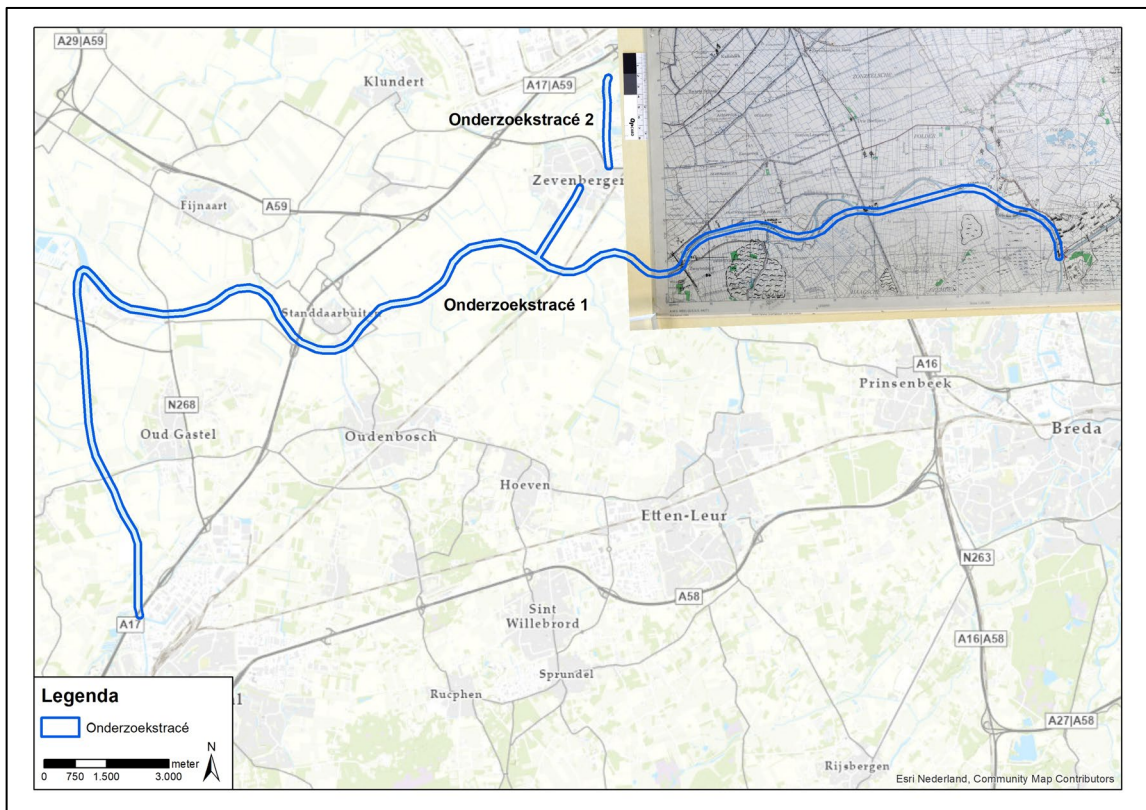 A29|A59
Klundert
A17|A59
Onderzoekstracé 2
Zevenbergen
Fijnaart
A59
Onderzoekstracé 1
Standdaarbuiten
A16
Prinsenbeek
N268
Oud Gastel
Oudenbosch
Breda
Hoeven
Etten-Leur
N263
A58
Sint
Willebrord
A17
A16|A58
Sprundel
Rucphen
al
A27|A58
Rijsbergen
Legenda
Onderzoekstracé
meter
N
0 750 1.500 3.000
Esri Nederland, Community Map Contributors